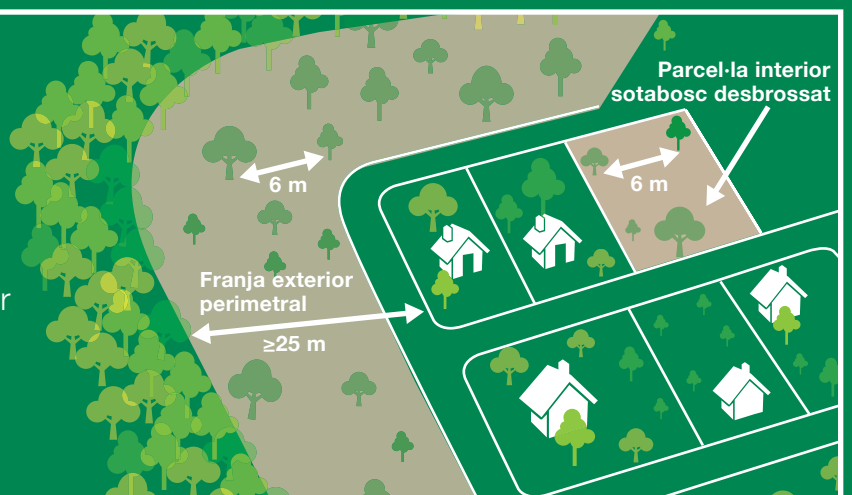 Parcel·la interior
sotabosc desbrossat
6 m
6 m
Franja exterior
perimetral
≥25 m
r